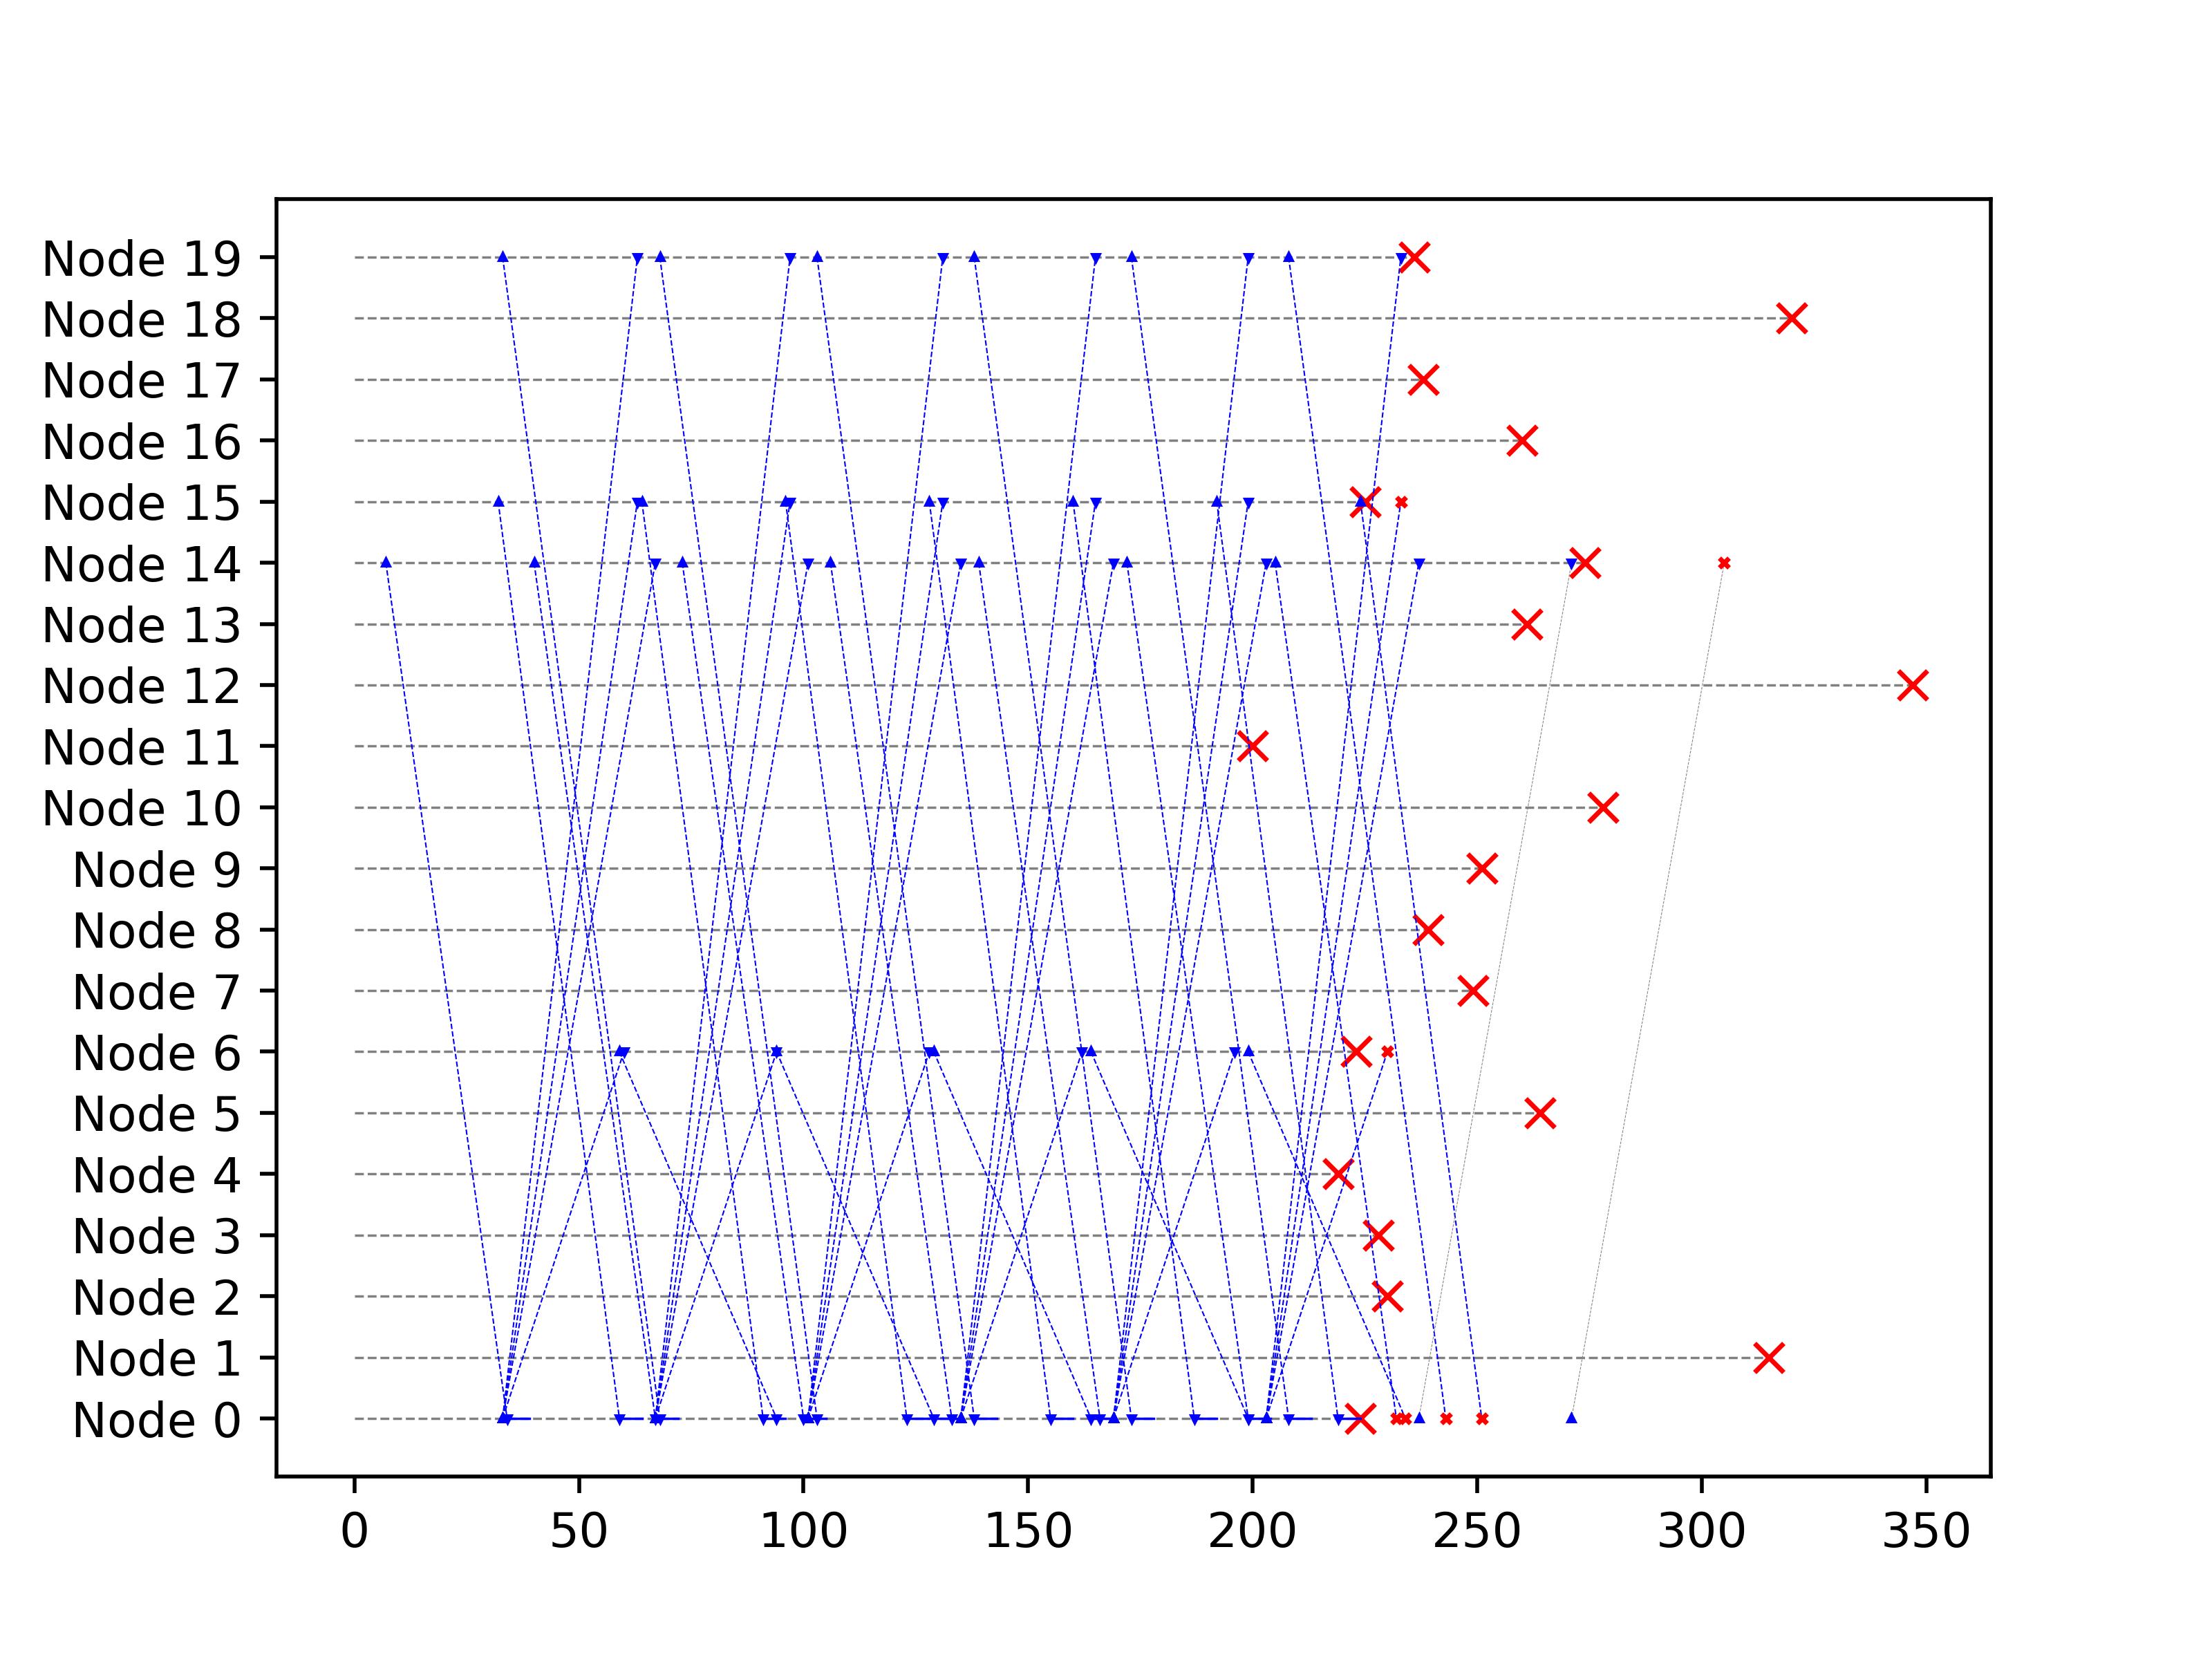 Node 19
Node 18
Node 17
Node 16
Node 15
Node 14
Node 13
Node 12
Node 11
Node 10
Node 9
Node 8
Node 7
Node 6
Node 5
Node 4
Node 3
Node 2
Node 1
Node 0
0 50 100 150 200 250 300 350